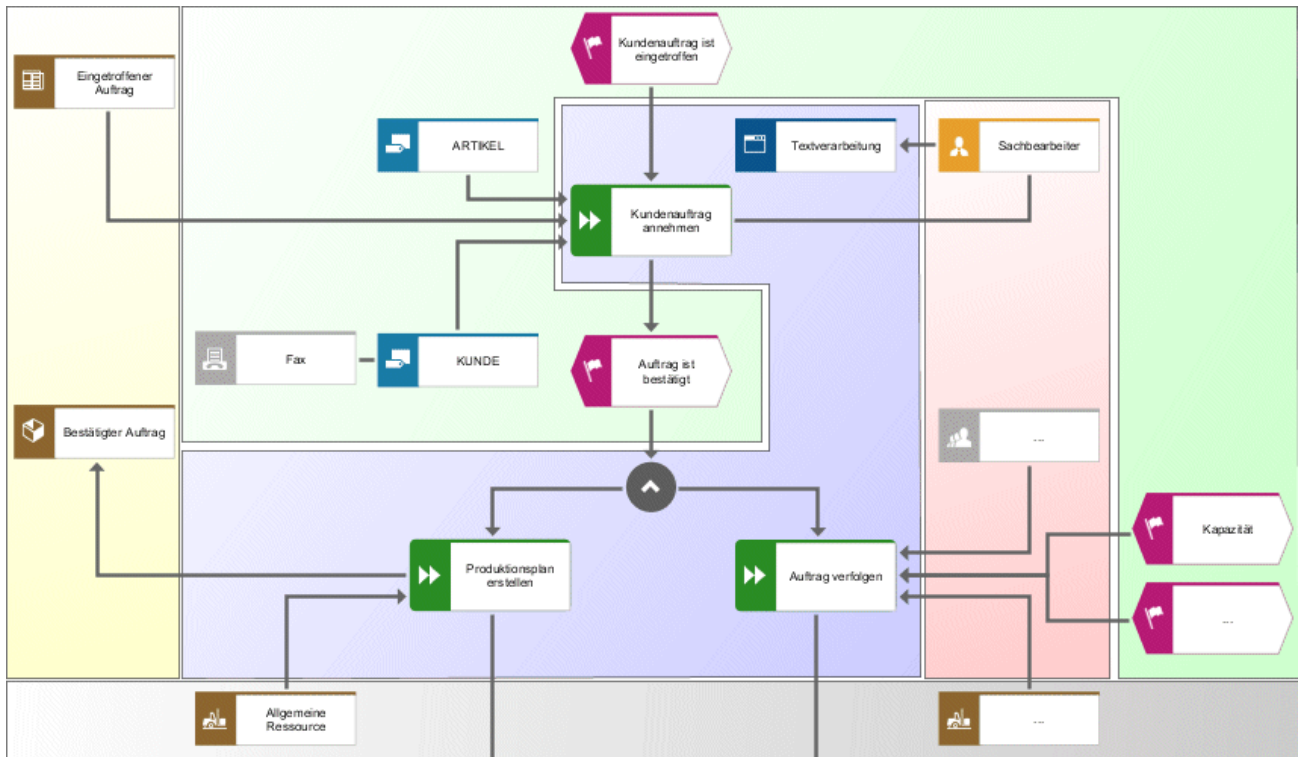 Kundenauftrag ist
eingetroffen
Eingetroffener
Auftrag
ARTIKEL
Textverarbeitung
Sachbearbeiter
Kundenauftrag
annehmen
Fax
KUNDE
Auftrag ist
bestätigt
Bestätigter Auftrag
...
Kapazität
Produktionsplan
erstellen
Auftrag verfolgen
...
Allgemeine
Ressource
...